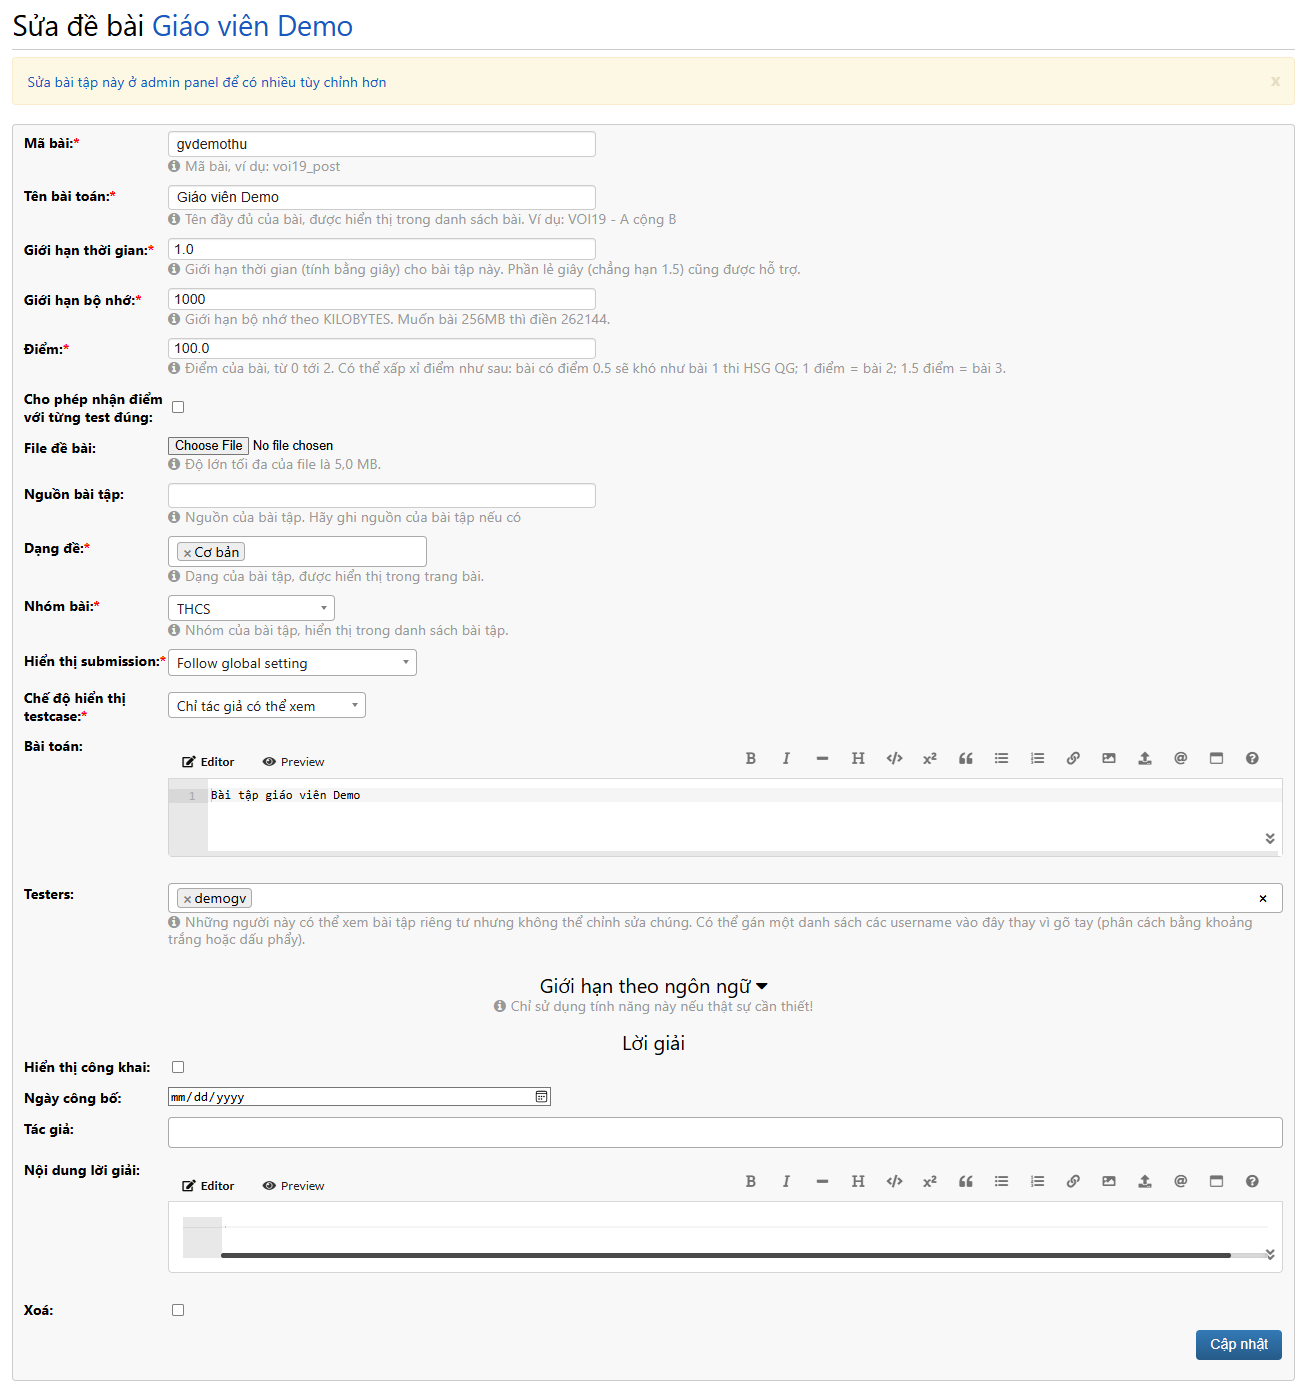 Sửa đề bài Giáo viên Demo
Sửa bài tập này ở admin panel để có nhiều tùy chỉnh hơn
x
Mã bài:*
gvdemothu
Mã bài, ví dụ: voi19_post
Tên bài toán:*
Giáo viên Demo
Tên đầy đủ của bài, được hiển thị trong danh sách bài. Ví dụ: VOI19 - A cộng B
Giới hạn thời gian:*
1.0
Giới hạn thời gian (tính bằng giây) cho bài tập này. Phần lẻ giây (chẳng hạn 1.5) cũng được hỗ trợ.
Giới hạn bộ nhớ:*
1000
Giới hạn bộ nhớ theo KILOBYTES. Muốn bài 256MB thì điền 262144.
Điểm:*
100.0
Điểm của bài, từ 0 tới 2. Có thể xấp xỉ điểm như sau: bài có điểm 0.5 sẽ khó như bài 1 thi HSG QG; 1 điểm = bài 2; 1.5 điểm = bài 3.
Cho phép nhận điểm
với từng test đúng:
File đề bài:
Choose File No file chosen
Độ lớn tối đa của file là 5,0 MB.
Nguồn bài tập:
Nguồn của bài tập. Hãy ghi nguồn của bài tập nếu có
Dạng đề:*
× Cơ bản
Dạng của bài tập, được hiển thị trong trang bài.
Nhóm bài:*
THCS
Nhóm của bài tập, hiển thị trong danh sách bài tập.
Hiển thị submission:*
Follow global setting
Chế độ hiển thị
testcase:*
Chỉ tác giả có thể xem
Bài toán:
Editor Preview
1 Bài tập giáo viên Demo
Testers:
× demogv ×
Những người này có thể xem bài tập riêng tư nhưng không thể chỉnh sửa chúng. Có thể gán một danh sách các username vào đây thay vì gõ tay (phân cách bằng khoảng
trắng hoặc dấu phẩy).
Giới hạn theo ngôn ngữ
Chỉ sử dụng tính năng này nếu thật sự cần thiết!
Lời giải
Hiển thị công khai:
Ngày công bố:
mm/dd/yyyy
Tác giả:
Nội dung lời giải:
Editor Preview
Xoá:
Cập nhật